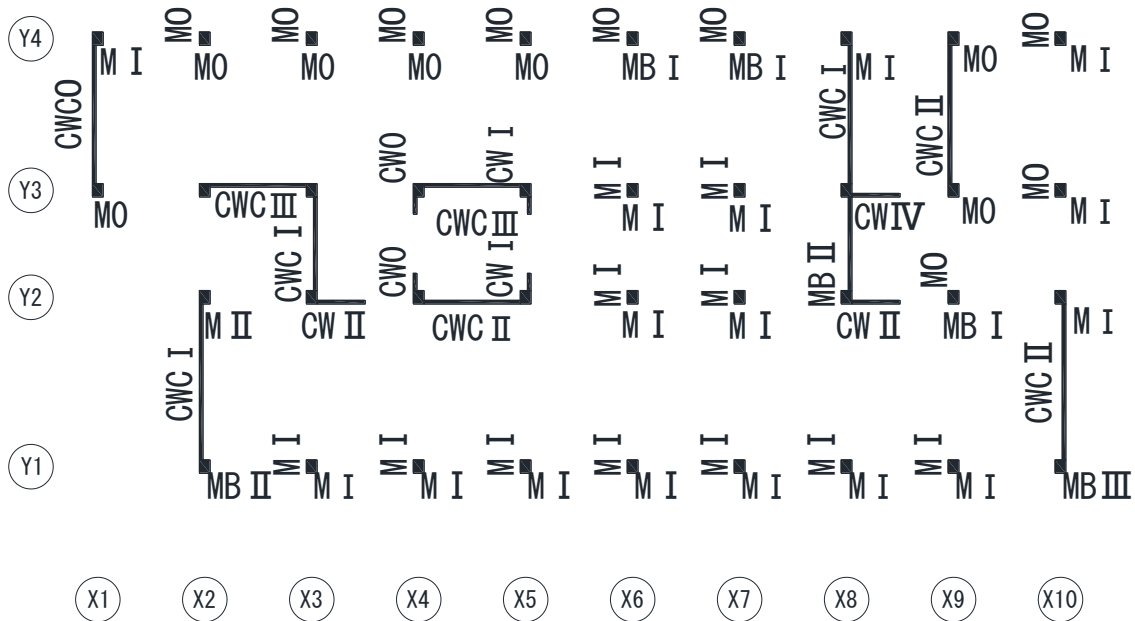 Y4 MO MO MO MO MO MO MO
M Ⅰ MO MO MO MO MB Ⅰ MB Ⅰ M Ⅰ MO M Ⅰ
CWCO CWC Ⅰ CWC Ⅱ
CWO CW Ⅰ M Ⅰ M Ⅰ MO
Y3
MO CWC Ⅲ CWC Ⅲ M Ⅰ M Ⅰ CW Ⅳ MO M Ⅰ
CWC Ⅰ CWO CW Ⅰ M Ⅰ M Ⅰ MB Ⅱ MO
Y2
M Ⅱ CW Ⅱ CWC Ⅱ M Ⅰ M Ⅰ CW Ⅱ MB Ⅰ M Ⅰ
CWC Ⅰ CWC Ⅱ
Y1 M Ⅰ M Ⅰ M Ⅰ M Ⅰ M Ⅰ M Ⅰ M Ⅰ
MB Ⅱ M Ⅰ M Ⅰ M Ⅰ M Ⅰ M Ⅰ M Ⅰ M Ⅰ MB Ⅲ
X1 X2 X3 X4 X5 X6 X7 X8 X9 X10